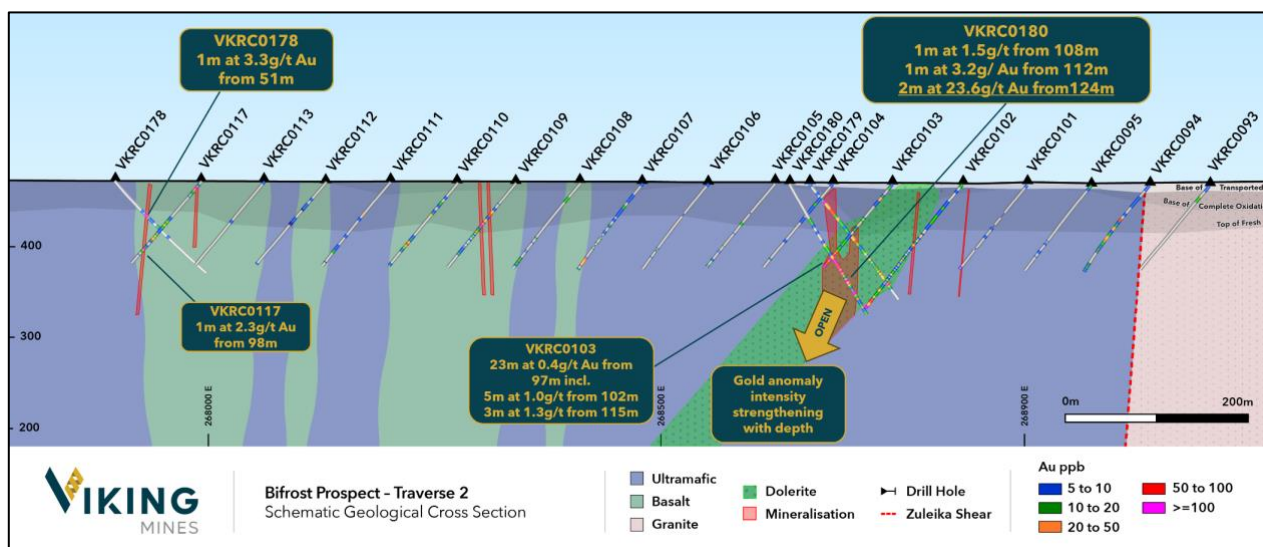 VKRC0178
1m at 3.3g/t Au
from 51m
VKRC0180
1m at 1.5g/t from 108m
1m at 3.2g/ Au from 112m
2m at 23.6g/t Au from124m
VKRC0178
VKRC0117
VKRC0113
VKRC0112
VKRC0111
VKRC0110
VKRC0109
VKRC0108
VKRC0107
VKRC0106
VKRC0105
VKRC0180
VKRC0179
VKRC0104
VKRC0103
VKRC0102
VKRC0101
VKRC0095
VKRC0094
VKRC0093
Base of Transported
Base of Complete Oxidation
Top of Fresh
400
300
200
VKRC0117
1m at 2.3g/t Au
from 98m
VKRC0103
23m at 0.4g/t Au from
97m incl.
5m at 1.0g/t from 102m
3m at 1.3g/t from 115m
OPEN
Gold anomaly
intensity
strengthening
with depth
268000 E
268500 E
268900 E
0m
200m
VIKING
MINES
Bifrost Prospect - Traverse 2
Schematic Geological Cross Section
Ultramafic
Basalt
Granite
Dolerite
Mineralisation
Drill Hole
Zuleika Shear
Au ppb
5 to 10
10 to 20
20 to 50
50 to 100
>=100